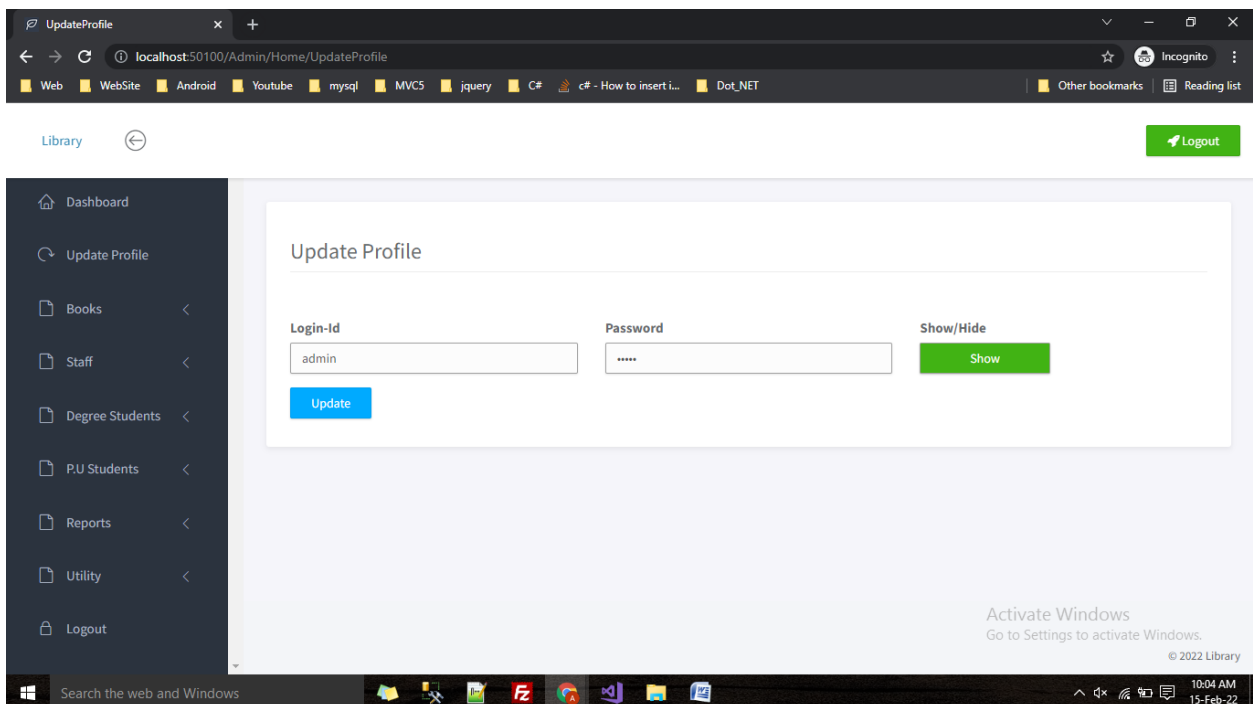 UpdateProfile
localhost:50100/Admin/Home/UpdateProfile
Incognito
Web WebSite Android Youtube mysql MVC5 jquery C# c# - How to insert i... Dot_NET Other bookmarks Reading list
Library
Logout
Dashboard
Update Profile
Books
Staff
Degree Students
P.U Students
Reports
Utility
Logout
Update Profile
Login-Id Password Show/Hide
admin ••••• Show
Update
Activate Windows
Go to Settings to activate Windows.
© 2022 Library
Search the web and Windows
10:04 AM
15-Feb-22